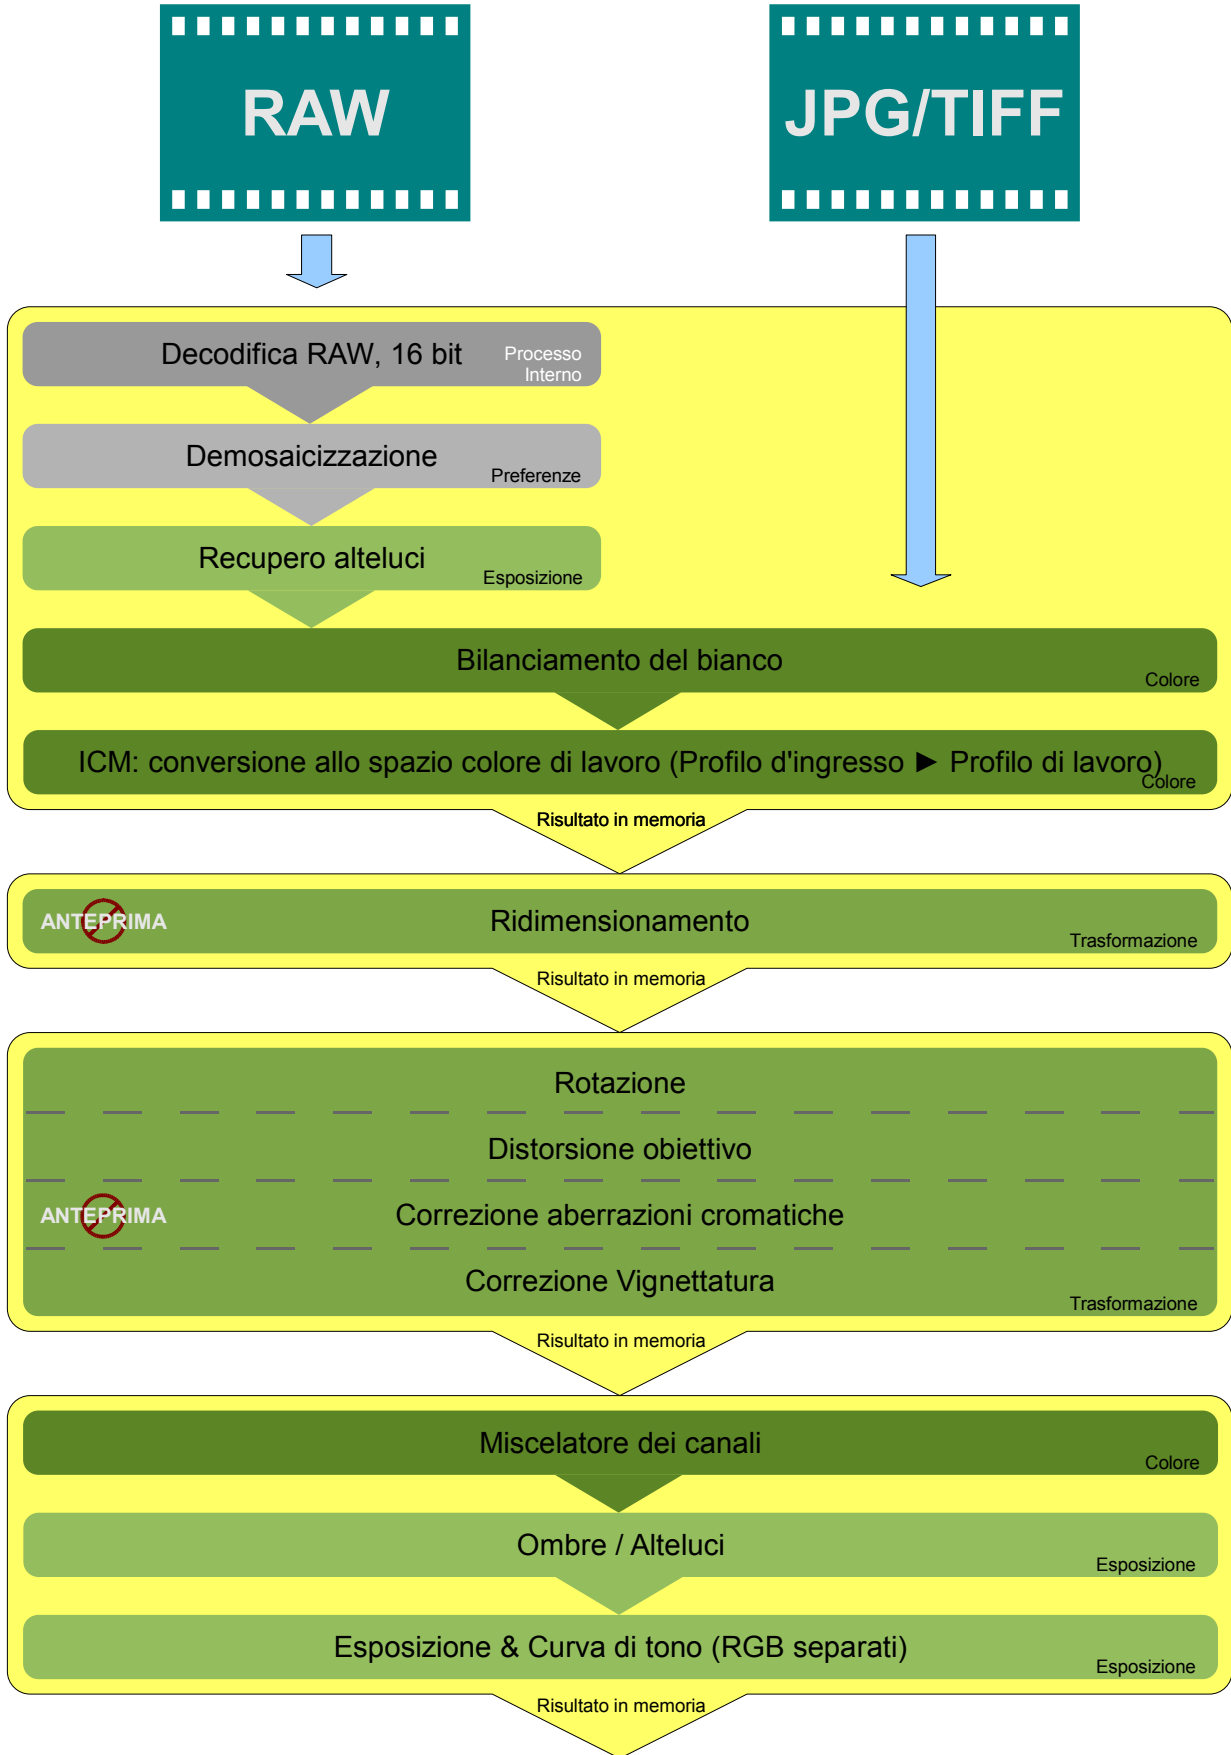 RAW
JPG/TIFF
Decodifica RAW, 16 bit
Processo
Interno
Demosaicizzazione
Preferenze
Recupero alteluci
Esposizione
Bilanciamento del bianco
Colore
ICM: conversione allo spazio colore di lavoro (Profilo d'ingresso ► Profilo di lavoro)
Colore
Risultato in memoria
ANTEPRIMA
Ridimensionamento
Trasformazione
Risultato in memoria
Rotazione
Distorsione obiettivo
ANTEPRIMA
Correzione aberrazioni cromatiche
Correzione Vignettatura
Trasformazione
Risultato in memoria
Miscelatore dei canali
Colore
Ombre / Alteluci
Esposizione
Esposizione & Curva di tono (RGB separati)
Esposizione
Risultato in memoria